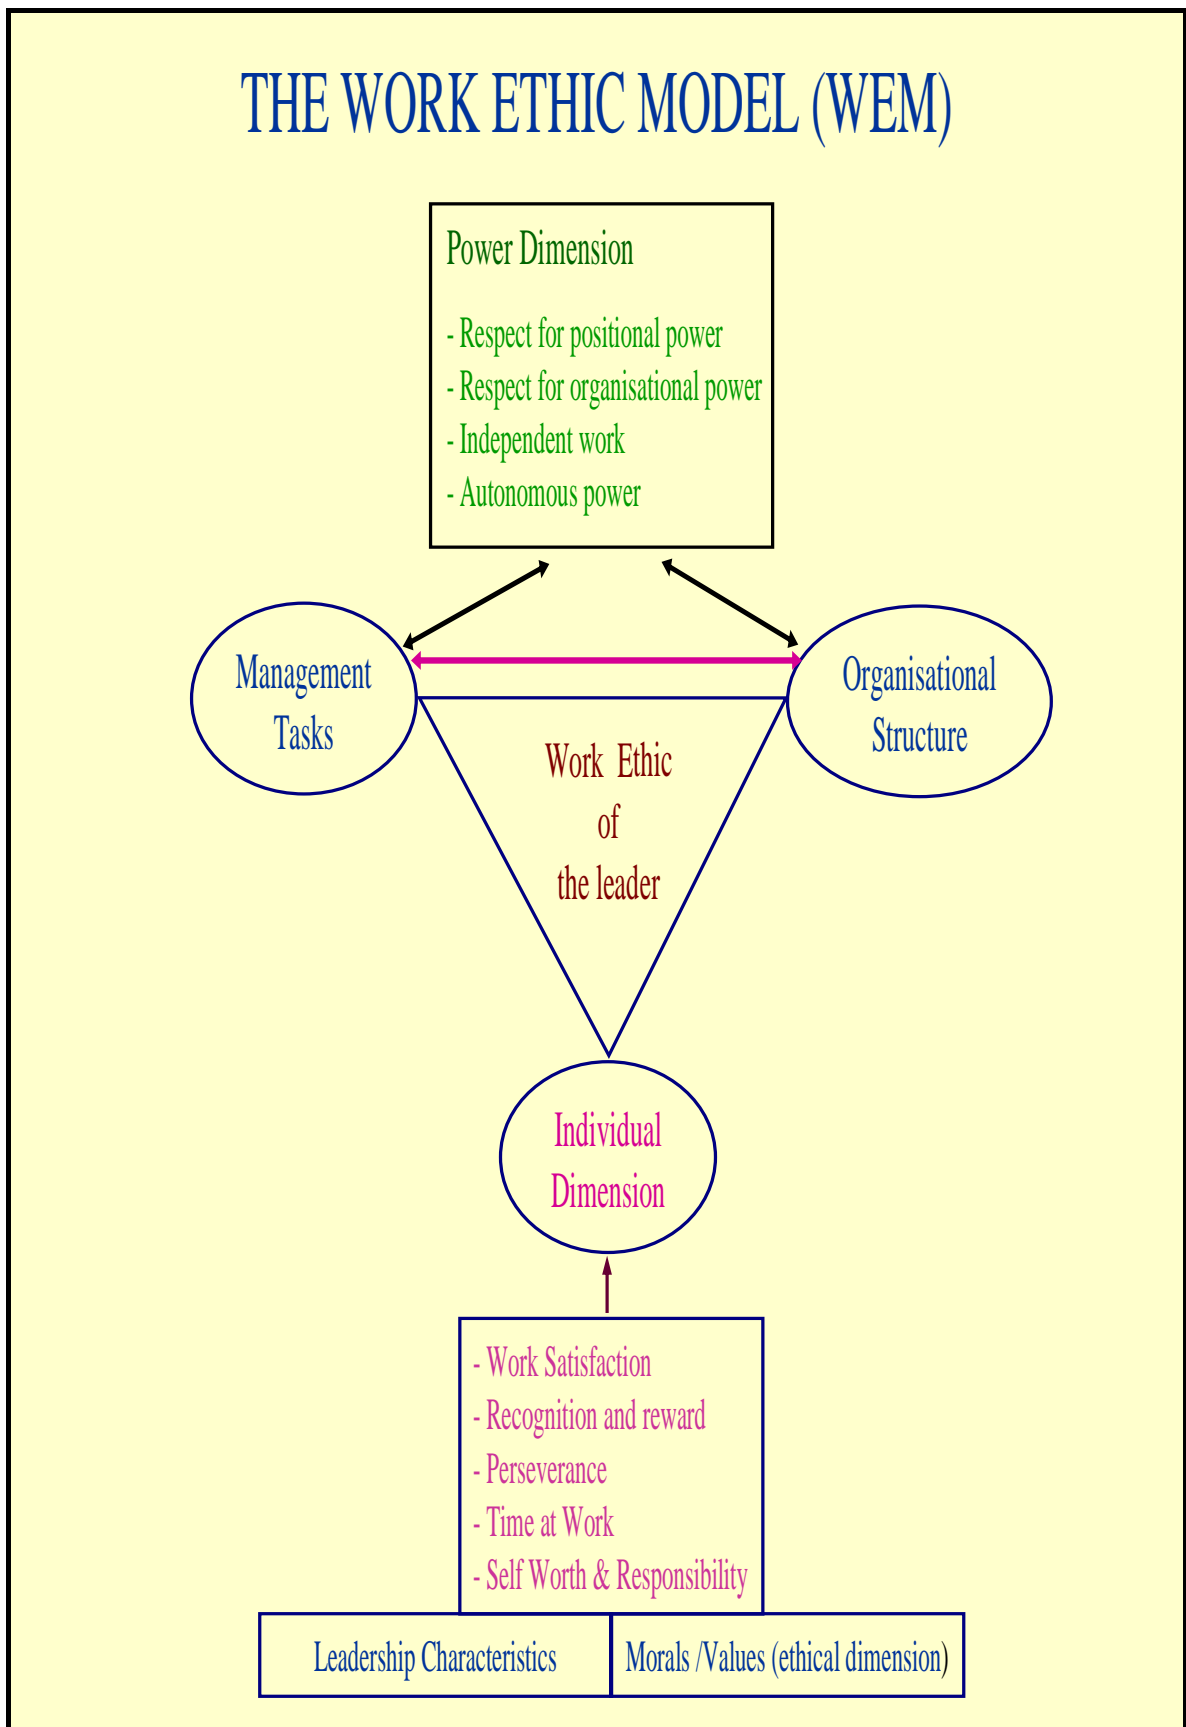 THE WORK ETHIC MODEL (WEM)
Power Dimension
- Respect for positional power
- Respect for organisational power
- Independent work
- Autonomous power
Management
Tasks
Organisational
Structure
Work Ethic
of
the leader
Individual
Dimension
- Work Satisfaction
- Recognition and reward
- Perseverance
- Time at Work
- Self Worth & Responsibility
Leadership Characteristics
Morals /Values (ethical dimension)